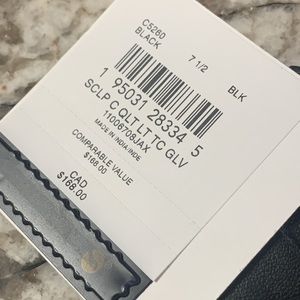 C5260
BLACK
7 1/2
BLK
1 95031 28334 5
SCLP C QLT LT TC GLV
11006708JAX
MADE IN INDIA/INDE
COMPARABLE VALUE
$168.00
CAD
$168.00